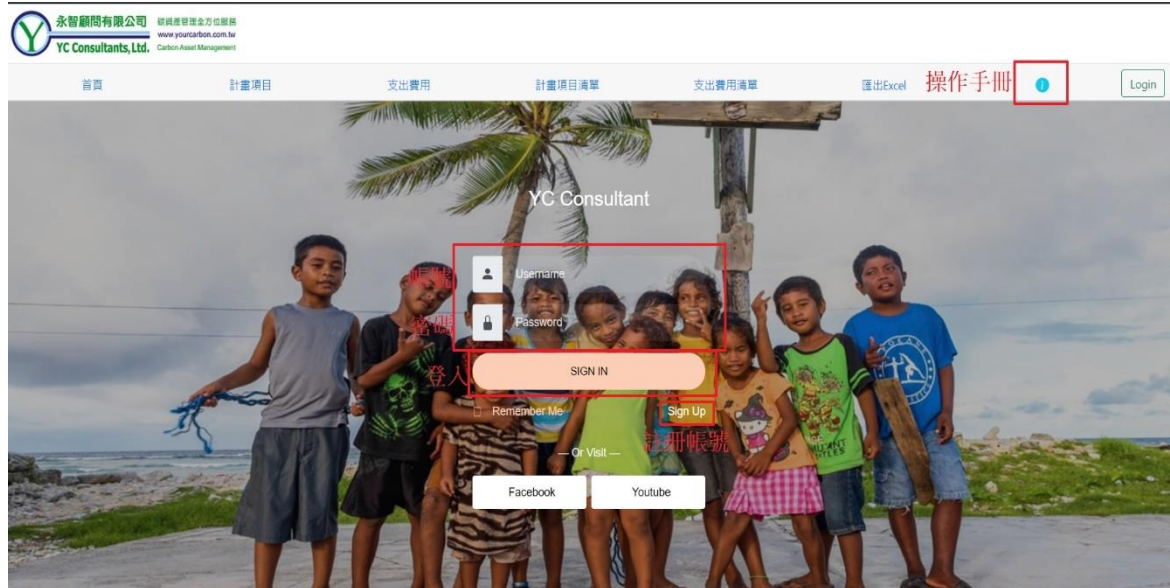 永智顧問有限公司 碳資產管理全方位服務
www.yourcarbon.com.tw
YC Consultants, Ltd. Carbon Asset Management
首頁 計畫項目 支出費用 計畫項目清單 支出費用清單 匯出Excel 操作手冊 i Login
YC Consultant
帳號 Username
密碼 Password
登入 SIGN IN
Remember Me Sign Up
註冊帳號
— Or Visit —
Facebook Youtube